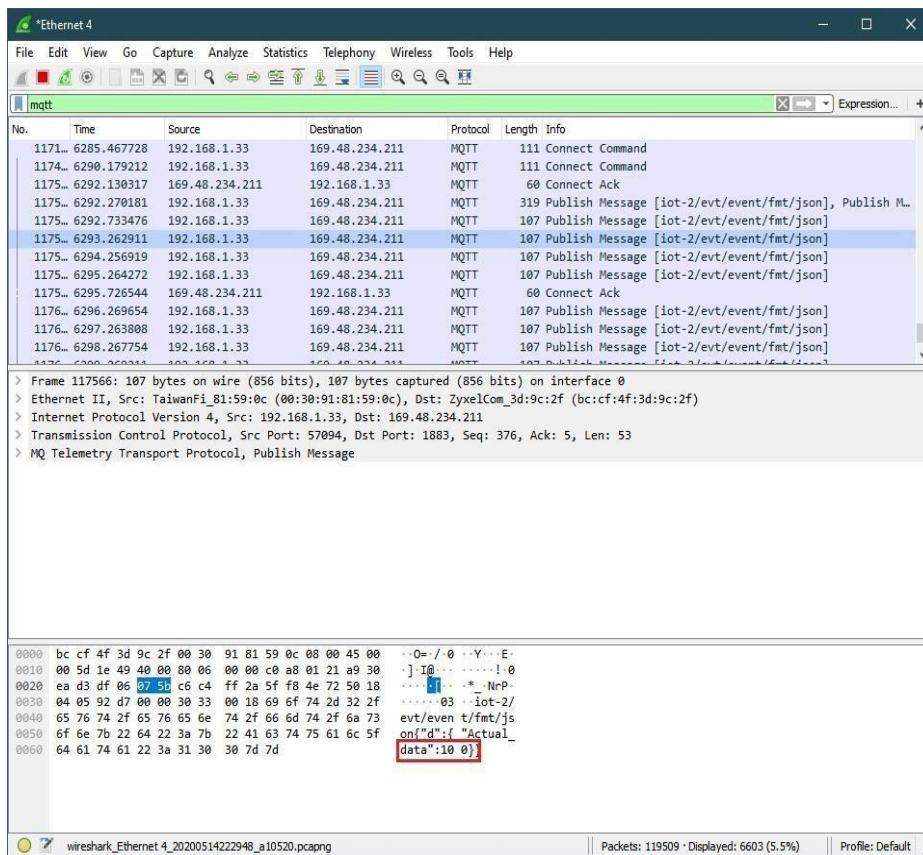 *Ethernet 4
File Edit View Go Capture Analyze Statistics Telephony Wireless Tools Help
mqtt Expression... +
No. Time Source Destination Protocol Length Info
1171… 6285.467728 192.168.1.33 169.48.234.211 MQTT 111 Connect Command
1174… 6290.179212 192.168.1.33 169.48.234.211 MQTT 111 Connect Command
1175… 6292.130317 169.48.234.211 192.168.1.33 MQTT 60 Connect Ack
1175… 6292.270181 192.168.1.33 169.48.234.211 MQTT 319 Publish Message [iot-2/evt/event/fmt/json], Publish M…
1175… 6292.733476 192.168.1.33 169.48.234.211 MQTT 107 Publish Message [iot-2/evt/event/fmt/json]
1175… 6293.262911 192.168.1.33 169.48.234.211 MQTT 107 Publish Message [iot-2/evt/event/fmt/json]
1175… 6294.256919 192.168.1.33 169.48.234.211 MQTT 107 Publish Message [iot-2/evt/event/fmt/json]
1175… 6295.264272 192.168.1.33 169.48.234.211 MQTT 107 Publish Message [iot-2/evt/event/fmt/json]
1175… 6295.726544 169.48.234.211 192.168.1.33 MQTT 60 Connect Ack
1176… 6296.269654 192.168.1.33 169.48.234.211 MQTT 107 Publish Message [iot-2/evt/event/fmt/json]
1176… 6297.263808 192.168.1.33 169.48.234.211 MQTT 107 Publish Message [iot-2/evt/event/fmt/json]
1176… 6298.267754 192.168.1.33 169.48.234.211 MQTT 107 Publish Message [iot-2/evt/event/fmt/json]
> Frame 117566: 107 bytes on wire (856 bits), 107 bytes captured (856 bits) on interface 0
> Ethernet II, Src: TaiwanFi_81:59:0c (00:30:91:81:59:0c), Dst: ZyxelCom_3d:9c:2f (bc:cf:4f:3d:9c:2f)
> Internet Protocol Version 4, Src: 192.168.1.33, Dst: 169.48.234.211
> Transmission Control Protocol, Src Port: 57094, Dst Port: 1883, Seq: 376, Ack: 5, Len: 53
> MQ Telemetry Transport Protocol, Publish Message
0000 bc cf 4f 3d 9c 2f 00 30 91 81 59 0c 08 00 45 00 ··O=·/·0 ··Y···E·
0010 00 5d 1e 49 40 00 80 06 00 00 c0 a8 01 21 a9 30 ·]·I@··· ·····!·0
0020 ea d3 df 06 07 5b c6 c4 ff 2a 5f f8 4e 72 50 18 ·····[·· ·*_·NrP·
0030 04 05 92 d7 00 00 30 33 00 18 69 6f 74 2d 32 2f ······03 ··iot-2/
0040 65 76 74 2f 65 76 65 6e 74 2f 66 6d 74 2f 6a 73 evt/even t/fmt/js
0050 6f 6e 7b 22 64 22 3a 7b 22 41 63 74 75 61 6c 5f on{"d":{ "Actual_
0060 64 61 74 61 22 3a 31 30 30 7d 7d data":10 0}}
wireshark_Ethernet 4_20200514222948_a10520.pcapng Packets: 119509 · Displayed: 6603 (5.5%) Profile: Default